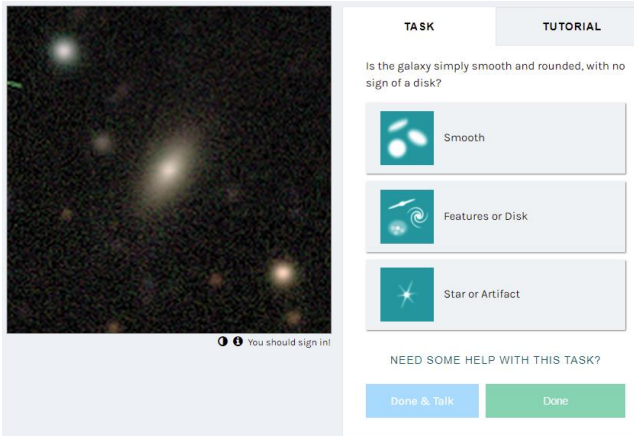 TASK
TUTORIAL
Is the galaxy simply smooth and rounded, with no
sign of a disk?
Smooth
Features or Disk
Star or Artifact
You should sign in!
NEED SOME HELP WITH THIS TASK?
Done & Talk
Done